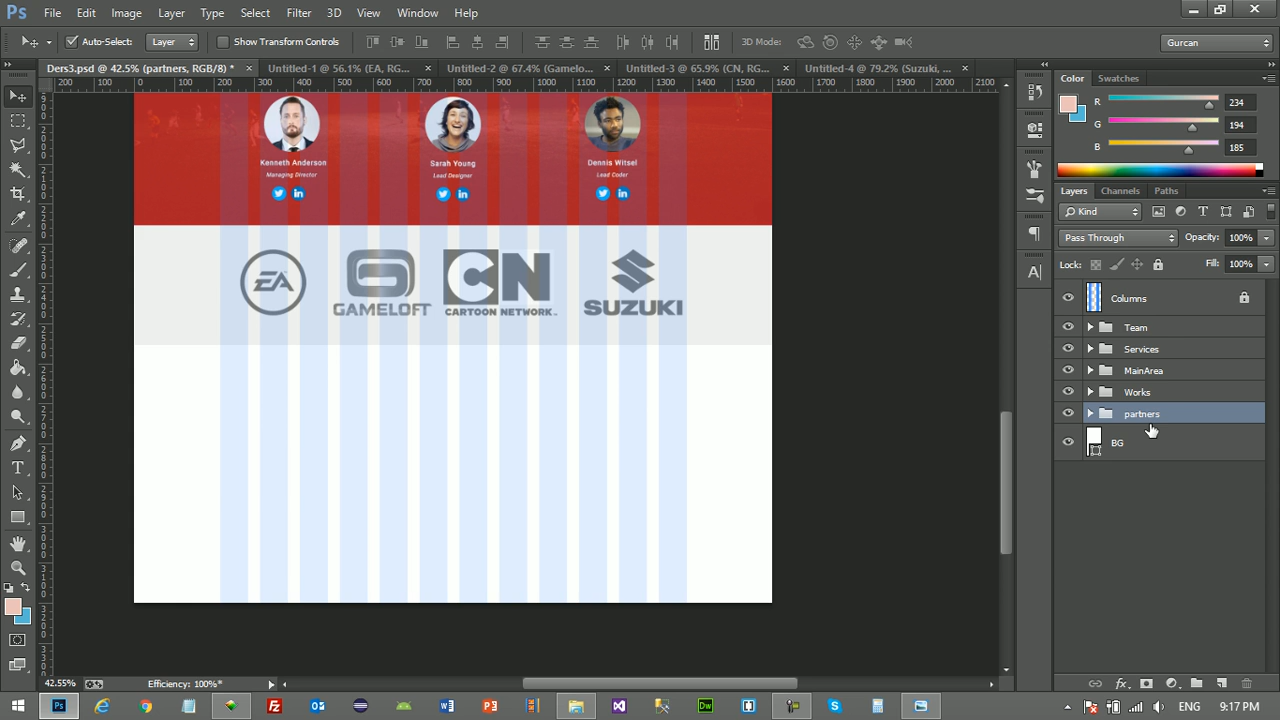 Ps File Edit Image Layer Type Select Filter 3D View Window Help
Auto-Select: Layer Show Transform Controls 3D Mode: Gurcan
Ders3.psd @ 42.5% (partners, RGB/8) * × Untitled-1 @ 56.1% (EA, RG... × Untitled-2 @ 67.4% (Gamelo... × Untitled-3 @ 65.9% (CN, RG... × Untitled-4 @ 79.2% (Suzuki, ... ×
200 100 0 100 200 300 400 500 600 700 800 900 1000 1100 1200 1300 1400 1500 1600 1700 1800 1900 2000 2100
Kenneth Anderson Sarah Young Dennis Witsel
Managing Director Lead Designer Lead Coder
in in in
EA G CN S
GAMELOFT CARTOON NETWORK™ SUZUKI
Color Swatches
R 234
G 194
B 185
Layers Channels Paths
Kind
Pass Through Opacity: 100%
Lock: Fill: 100%
Columns
Team
Services
MainArea
Works
partners
BG
42.55% Efficiency: 100%*
ENG 9:17 PM